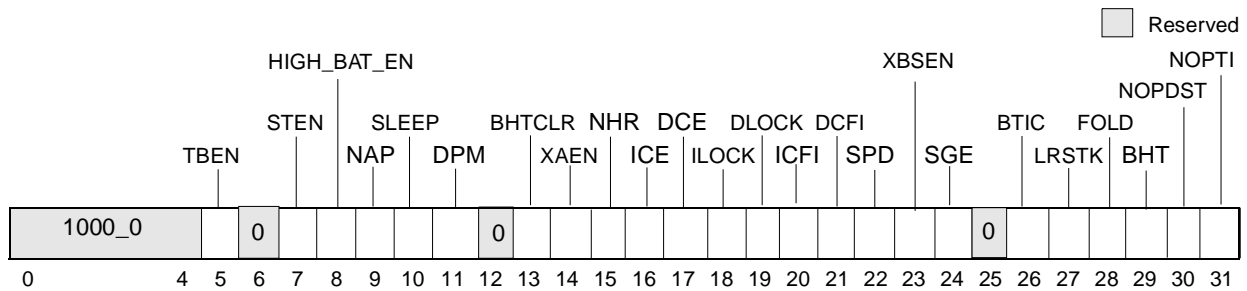 Reserved
HIGH_BAT_EN XBSEN NOPTI
NOPDST
STEN SLEEP BHTCLR NHR DCE DLOCK DCFI BTIC FOLD
TBEN NAP DPM XAEN ICE ILOCK ICFI SPD SGE LRSTK BHT
1000_0 0 0 0
0 4 5 6 7 8 9 10 11 12 13 14 15 16 17 18 19 20 21 22 23 24 25 26 27 28 29 30 31